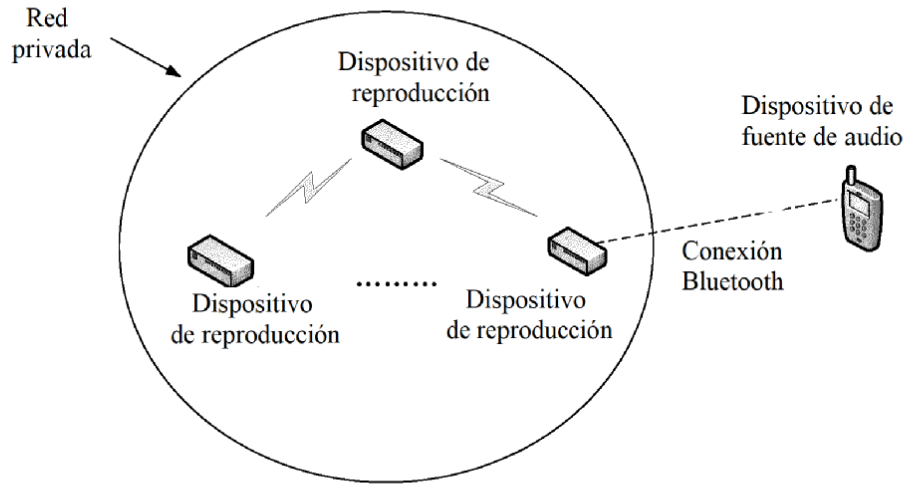 Red
privada
Dispositivo de
reproducción
Dispositivo de
fuente de audio
Conexión
Bluetooth
Dispositivo
de reproducción
.........
Dispositivo
de reproducción